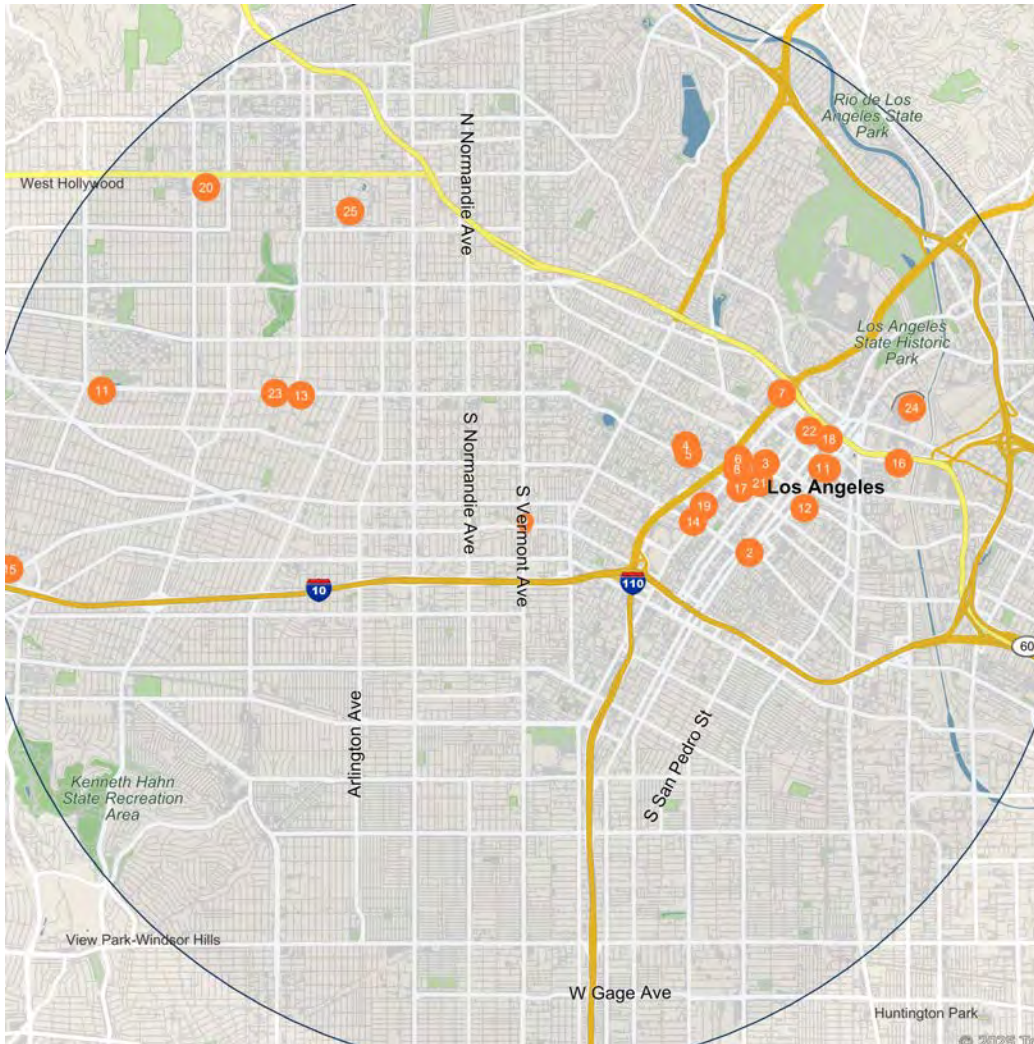 Rio de Los
Angeles State
Park
N Normandie Ave
West Hollywood
20
25
Los Angeles
State Historic
Park
11
23
13
7
24
S Normandie Ave
22
18
4
5
6
3
16
8
11
21
17
Los Angeles
S Vermont Ave
19
12
14
2
15
10
110
60
Arlington Ave
S San Pedro St
Kenneth Hahn
State Recreation
Area
View Park-Windsor Hills
W Gage Ave
Huntington Park